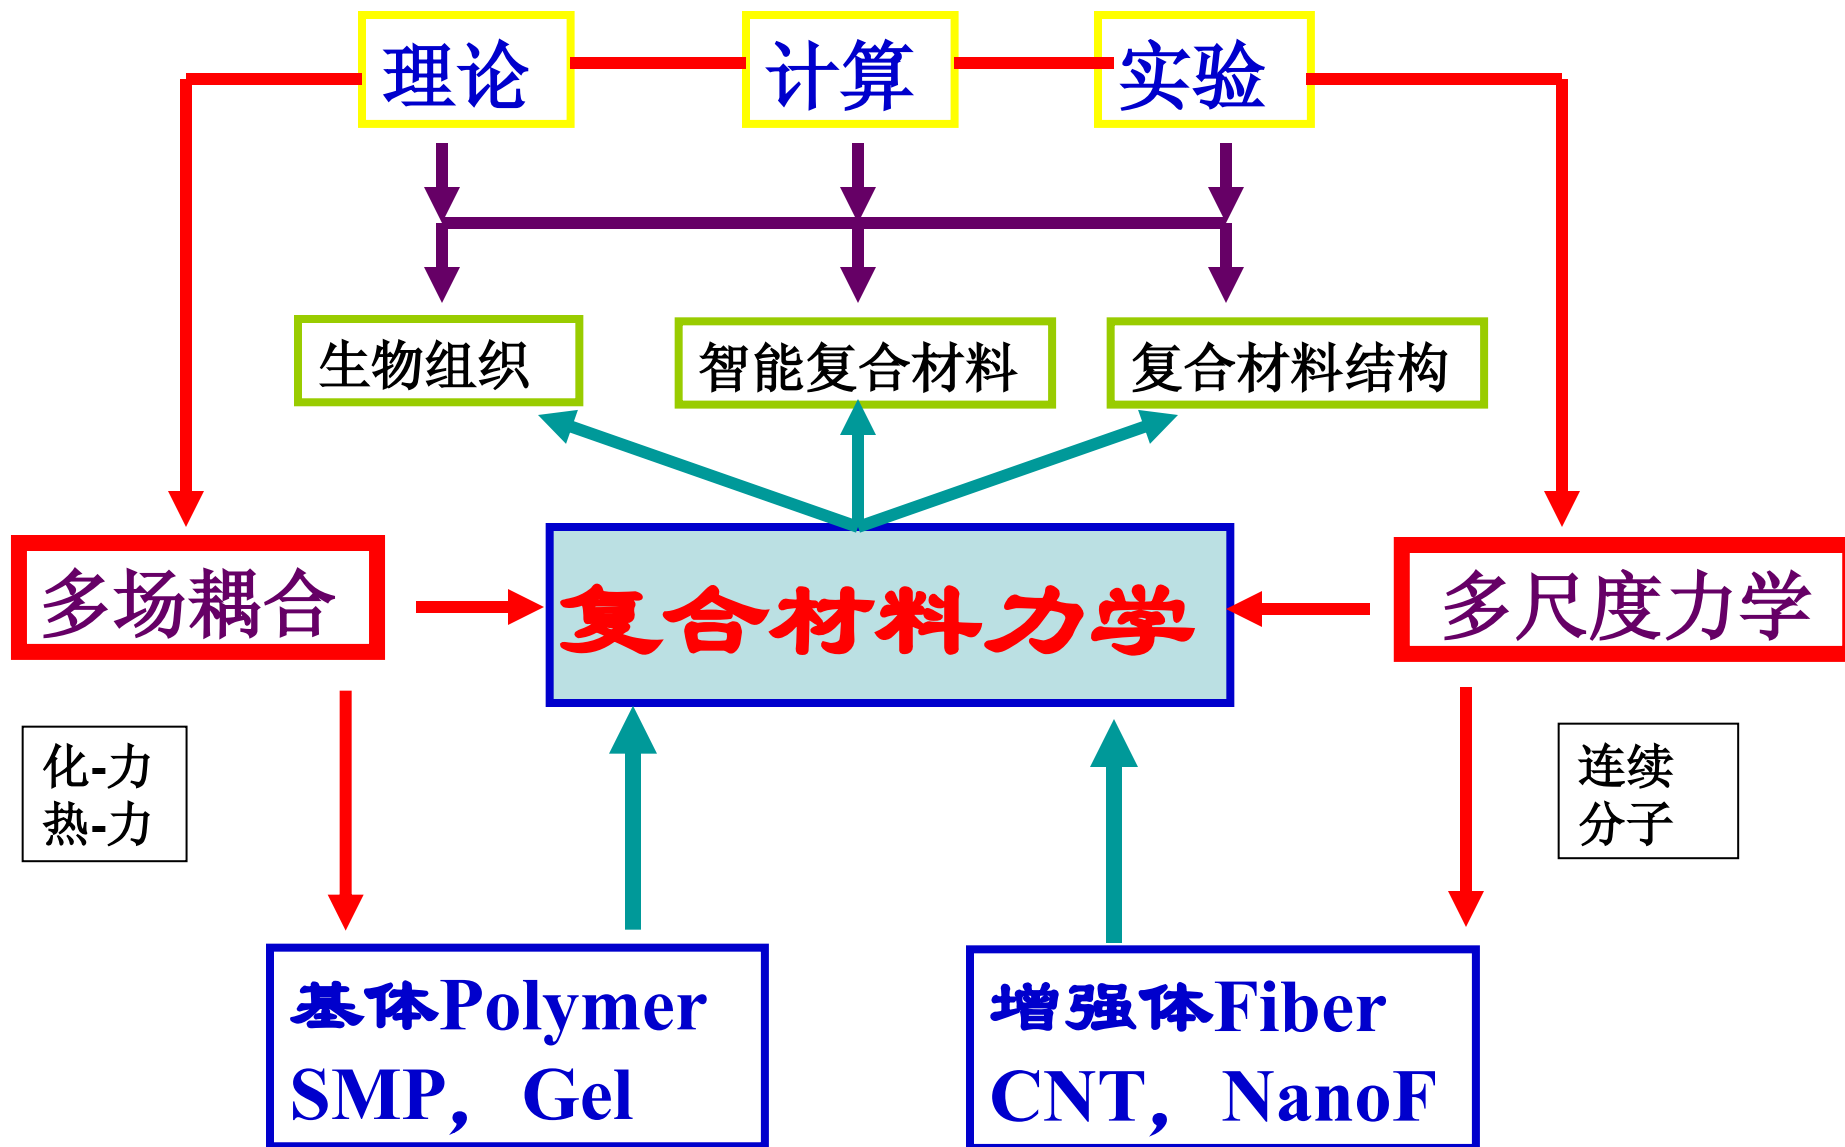 理论
计算
实验
生物组织
智能复合材料
复合材料结构
多场耦合
复合材料力学
多尺度力学
化-力
热-力
连续
分子
基体Polymer
SMP，Gel
增强体Fiber
CNT，NanoF